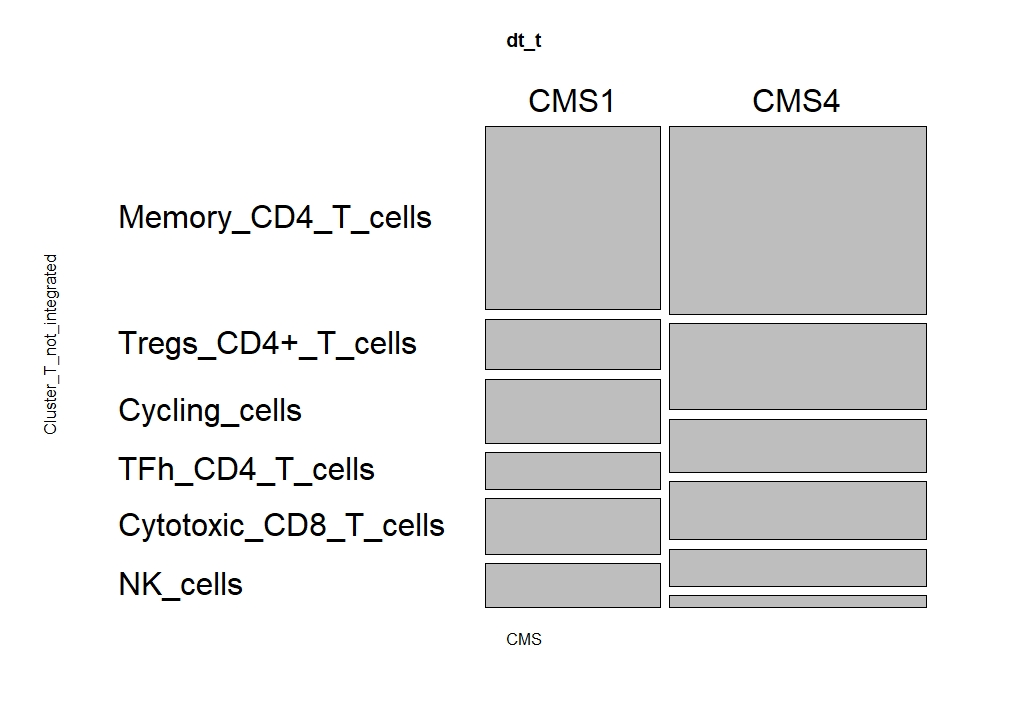 dt_t
CMS1 CMS4
Memory_CD4_T_cells
Tregs_CD4+_T_cells
Cycling_cells
TFh_CD4_T_cells
Cytotoxic_CD8_T_cells
NK_cells
Cluster_T_not_integrated
CMS